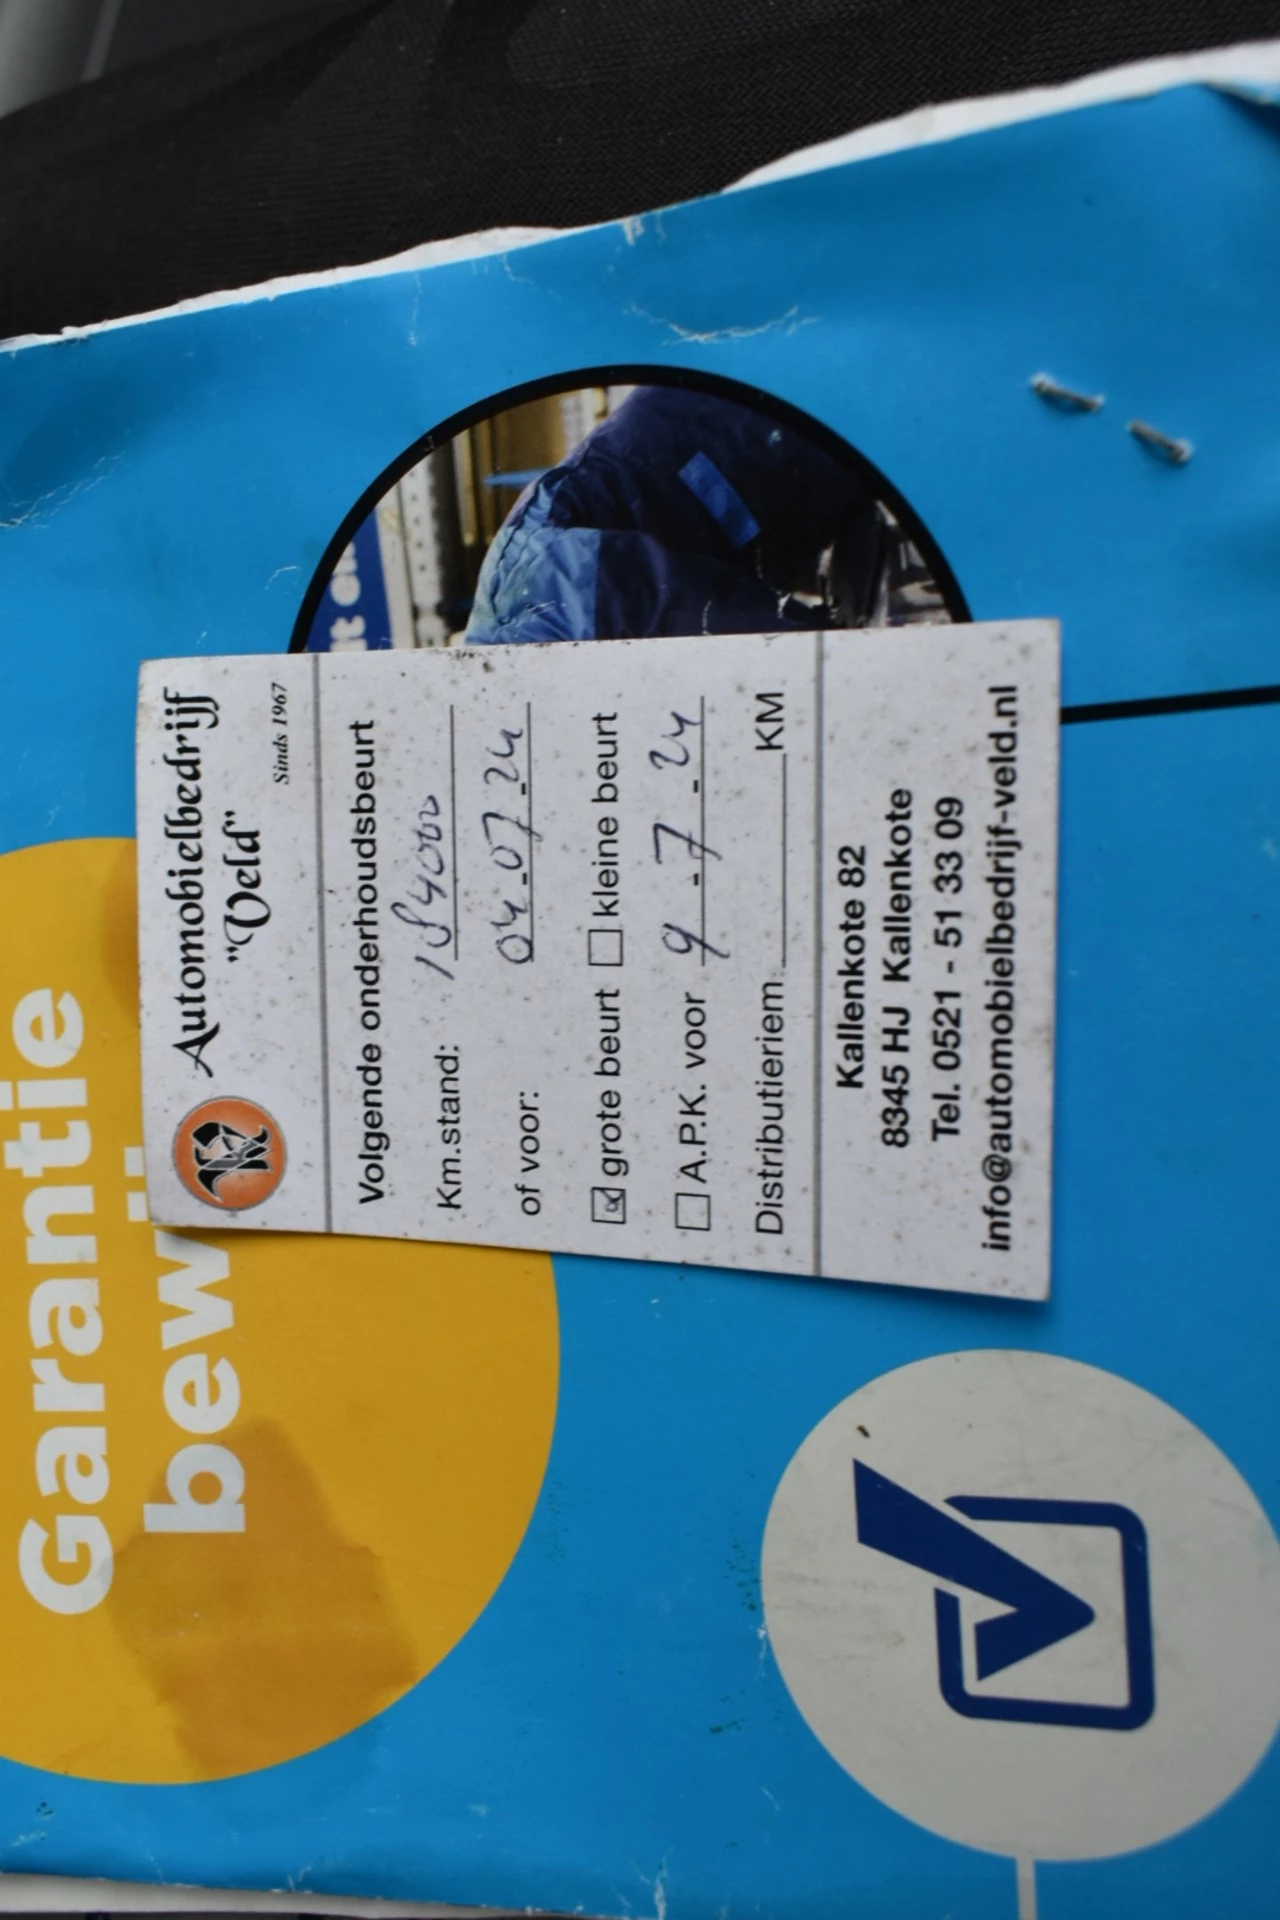 Garantie
bewij
Automobielbedrijf
"Veld"
Sinds 1967
Volgende onderhoudsbeurt
Km.stand: 184000
of voor: 04-07-24
grote beurt kleine beurt
A.P.K. voor 9-7-24
Distributieriem KM
Kallenkote 82
8345 HJ Kallenkote
Tel. 0521 - 51 33 09
info@automobielbedrijf-veld.nl